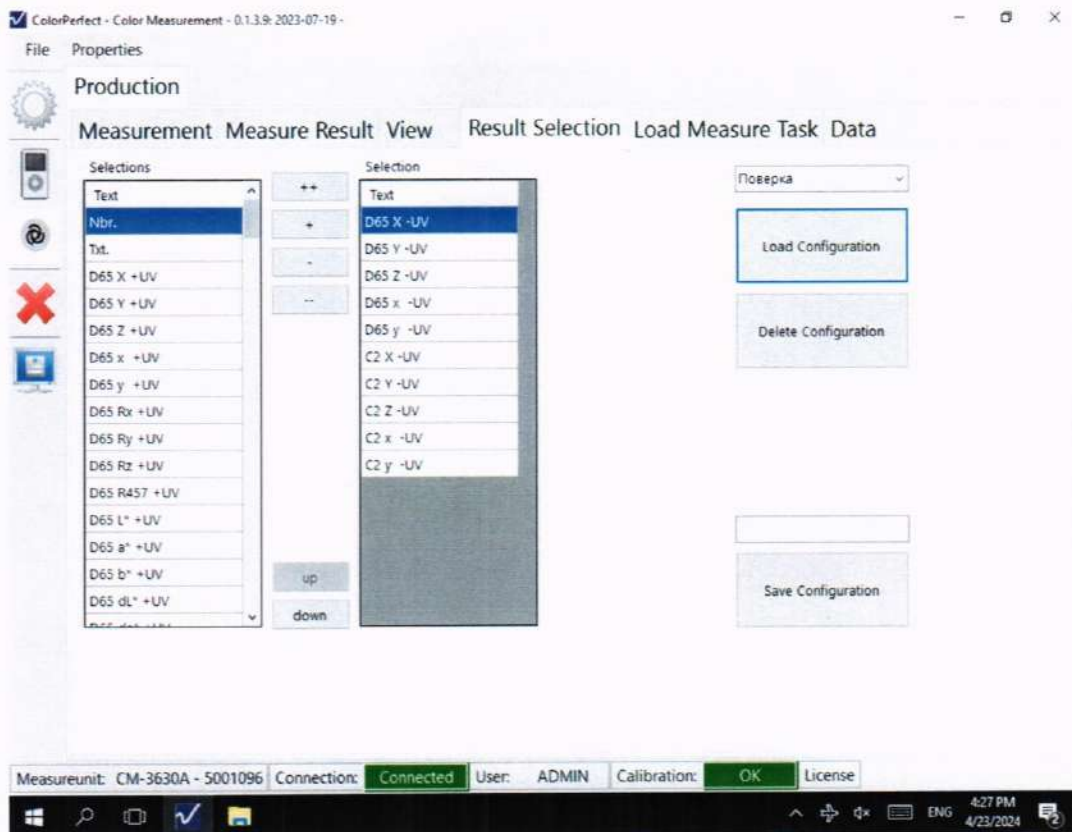 ColorPerfect - Color Measurement - 0.1.3.9: 2023-07-19 -
File Properties
Production
Measurement Measure Result View Result Selection Load Measure Task Data
Selections
Text
Nbr.
Txt.
D65 X +UV
D65 Y +UV
D65 Z +UV
D65 x +UV
D65 y +UV
D65 Rx +UV
D65 Ry +UV
D65 Rz +UV
D65 R457 +UV
D65 L* +UV
D65 a* +UV
D65 b* +UV
D65 dL* +UV
++
+
-
--
up
down
Selection
Text
D65 X -UV
D65 Y -UV
D65 Z -UV
D65 x -UV
D65 y -UV
C2 X -UV
C2 Y -UV
C2 Z -UV
C2 x -UV
C2 y -UV
Поверка
Load Configuration
Delete Configuration
Save Configuration
Measureunit: CM-3630A - 5001096 Connection: Connected User: ADMIN Calibration: OK License
ENG 4:27 PM
4/23/2024
2